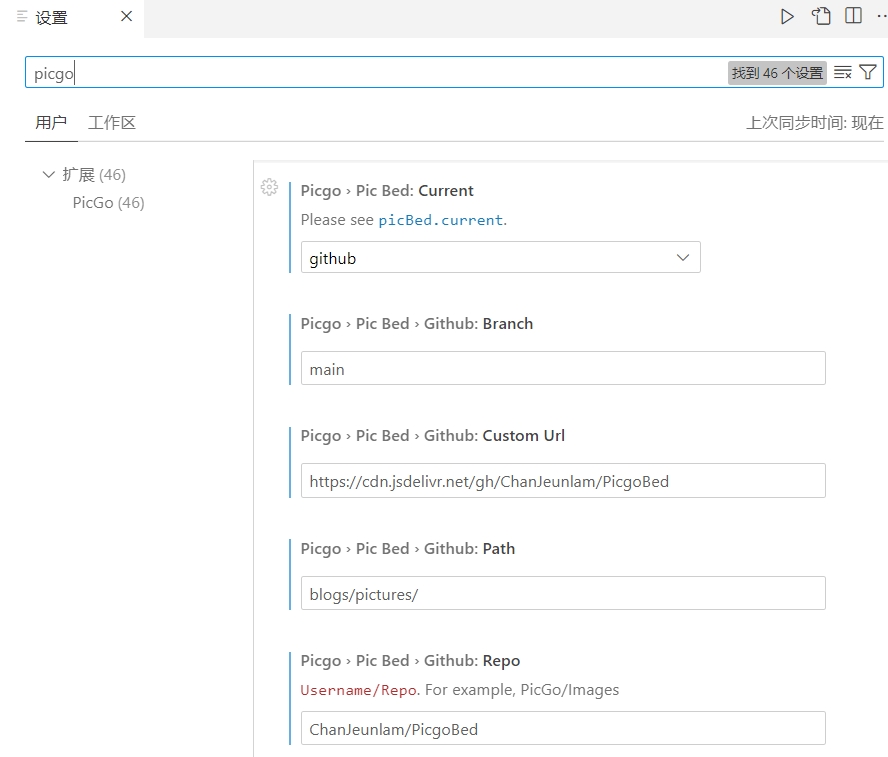 设置
picgo
找到 46 个设置
用户 工作区 上次同步时间: 现在
扩展 (46)
PicGo (46)
Picgo › Pic Bed: Current
Please see picBed.current.
github
Picgo › Pic Bed › Github: Branch
main
Picgo › Pic Bed › Github: Custom Url
https://cdn.jsdelivr.net/gh/ChanJeunlam/PicgoBed
Picgo › Pic Bed › Github: Path
blogs/pictures/
Picgo › Pic Bed › Github: Repo
Username/Repo. For example, PicGo/Images
ChanJeunlam/PicgoBed